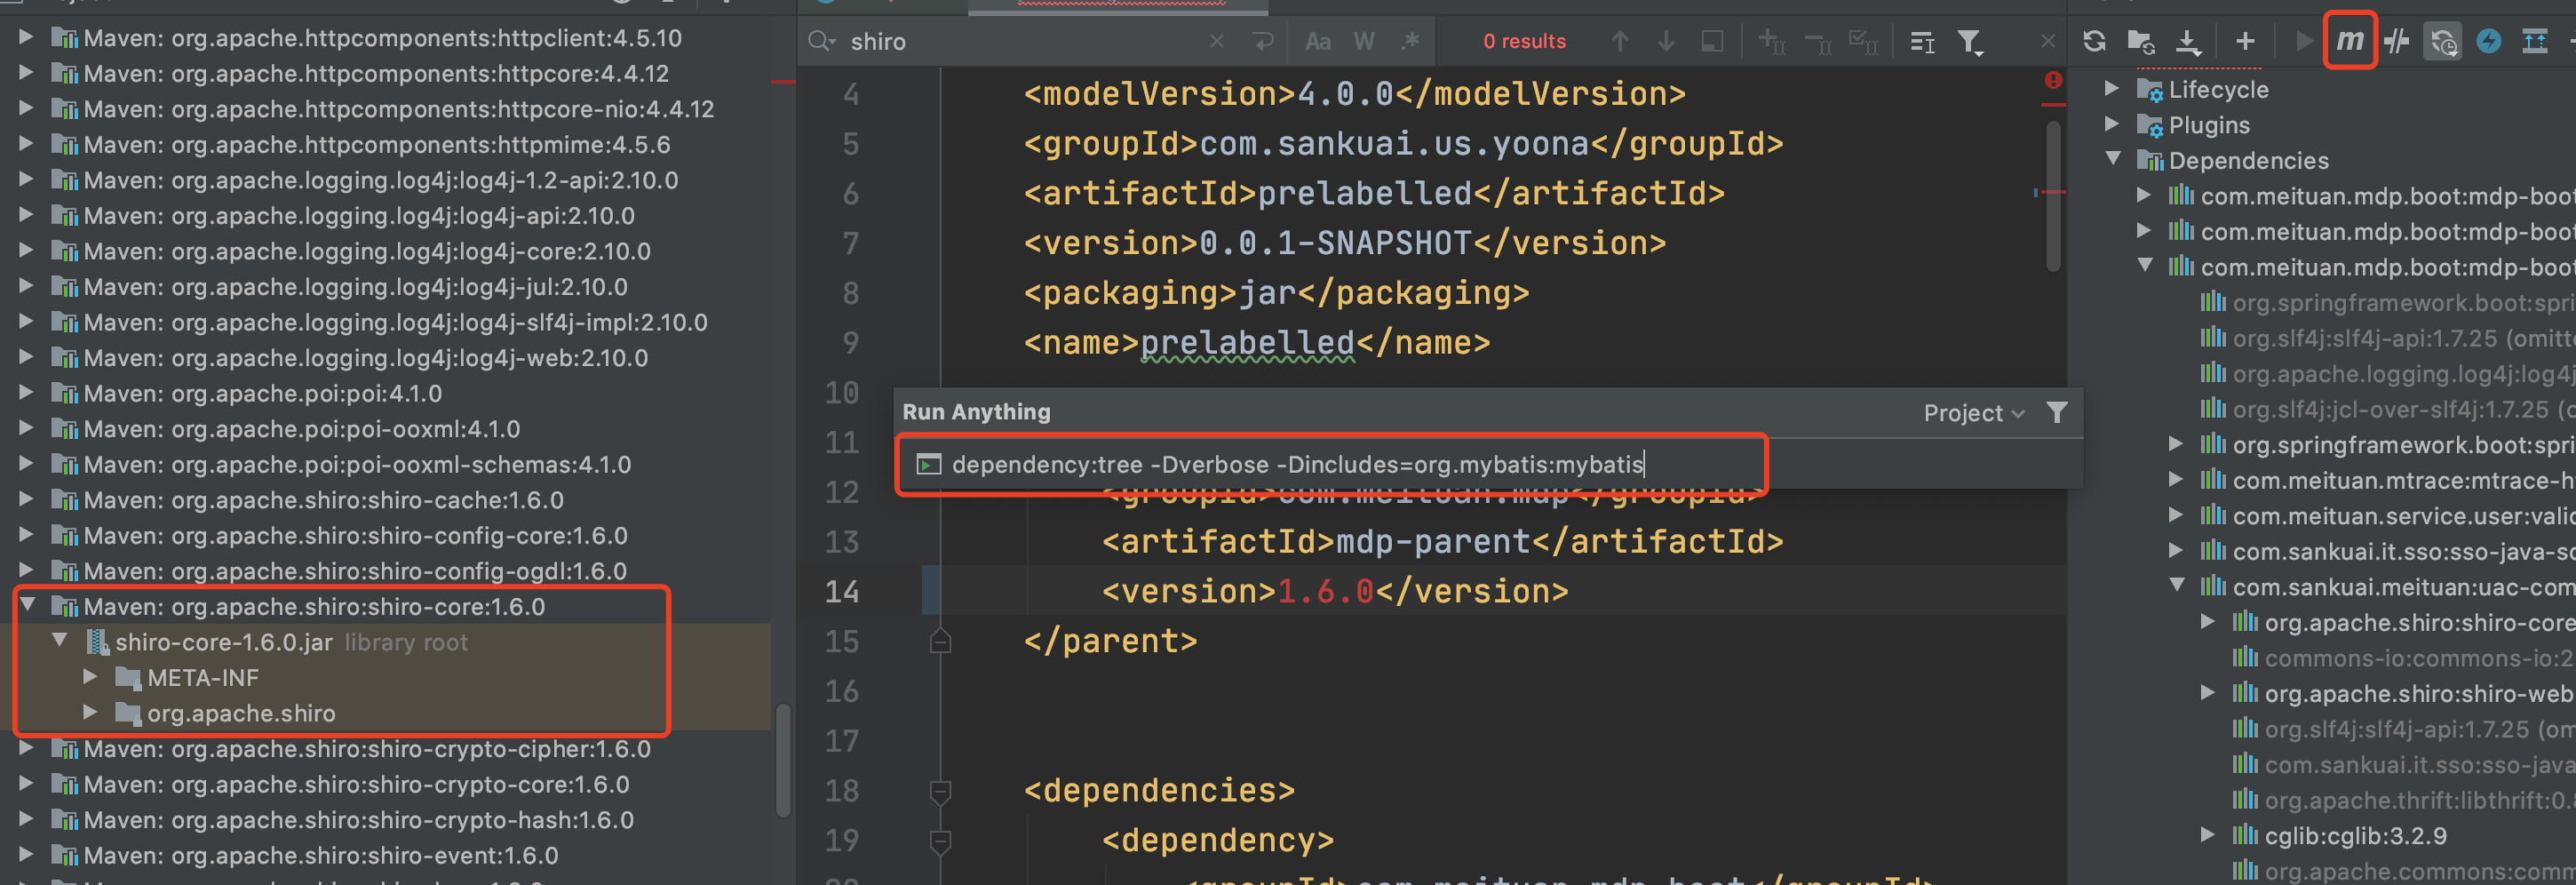 Maven: org.apache.httpcomponents:httpclient:4.5.10
Maven: org.apache.httpcomponents:httpcore:4.4.12
Maven: org.apache.httpcomponents:httpcore-nio:4.4.12
Maven: org.apache.httpcomponents:httpmime:4.5.6
Maven: org.apache.logging.log4j:log4j-1.2-api:2.10.0
Maven: org.apache.logging.log4j:log4j-api:2.10.0
Maven: org.apache.logging.log4j:log4j-core:2.10.0
Maven: org.apache.logging.log4j:log4j-jul:2.10.0
Maven: org.apache.logging.log4j:log4j-slf4j-impl:2.10.0
Maven: org.apache.logging.log4j:log4j-web:2.10.0
Maven: org.apache.poi:poi:4.1.0
Maven: org.apache.poi:poi-ooxml:4.1.0
Maven: org.apache.poi:poi-ooxml-schemas:4.1.0
Maven: org.apache.shiro:shiro-cache:1.6.0
Maven: org.apache.shiro:shiro-config-core:1.6.0
Maven: org.apache.shiro:shiro-config-ogdl:1.6.0
Maven: org.apache.shiro:shiro-core:1.6.0
shiro-core-1.6.0.jar library root
META-INF
org.apache.shiro
Maven: org.apache.shiro:shiro-crypto-cipher:1.6.0
Maven: org.apache.shiro:shiro-crypto-core:1.6.0
Maven: org.apache.shiro:shiro-crypto-hash:1.6.0
Maven: org.apache.shiro:shiro-event:1.6.0
shiro Aa W .* 0 results
4 <modelVersion>4.0.0</modelVersion>
5 <groupId>com.sankuai.us.yoona</groupId>
6 <artifactId>prelabelled</artifactId>
7 <version>0.0.1-SNAPSHOT</version>
8 <packaging>jar</packaging>
9 <name>prelabelled</name>
10
Run Anything Project
11
dependency:tree -Dverbose -Dincludes=org.mybatis:mybatis
12 <groupId>com.meituan.mdp</groupId>
13 <artifactId>mdp-parent</artifactId>
14 <version>1.6.0</version>
15 </parent>
16
17
18 <dependencies>
19 <dependency>
<groupId>com.meituan.mdp.boot</groupId>
m
Lifecycle
Plugins
Dependencies
com.meituan.mdp.boot:mdp-boot
com.meituan.mdp.boot:mdp-boot
com.meituan.mdp.boot:mdp-boot
org.springframework.boot:spri
org.slf4j:slf4j-api:1.7.25 (omitte
org.apache.logging.log4j:log4j
org.slf4j:jcl-over-slf4j:1.7.25 (o
org.springframework.boot:spri
com.meituan.mtrace:mtrace-h
com.meituan.service.user:valid
com.sankuai.it.sso:sso-java-sd
com.sankuai.meituan:uac-com
org.apache.shiro:shiro-core
commons-io:commons-io:2
org.apache.shiro:shiro-web
org.slf4j:slf4j-api:1.7.25 (om
com.sankuai.it.sso:sso-java
org.apache.thrift:libthrift:0.8
cglib:cglib:3.2.9
org.apache.commons:comm